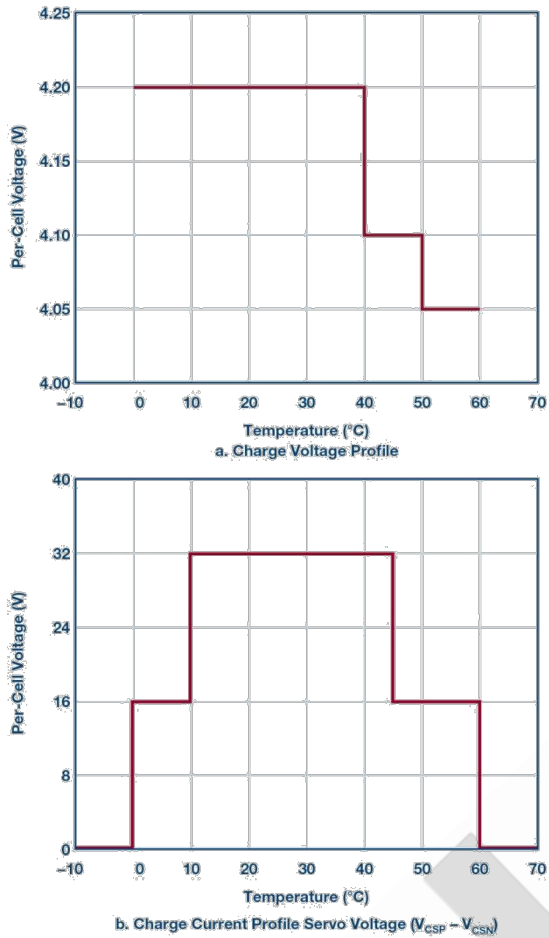 4.25
4.20
4.15
4.10
4.05
4.00
Per-Cell Voltage (V)
–10 0 10 20 30 40 50 60 70
Temperature (°C)
a. Charge Voltage Profile
40
32
24
16
8
0
Per-Cell Voltage (V)
–10 0 10 20 30 40 50 60 70
Temperature (°C)
b. Charge Current Profile Servo Voltage (VCSP – VCSN)